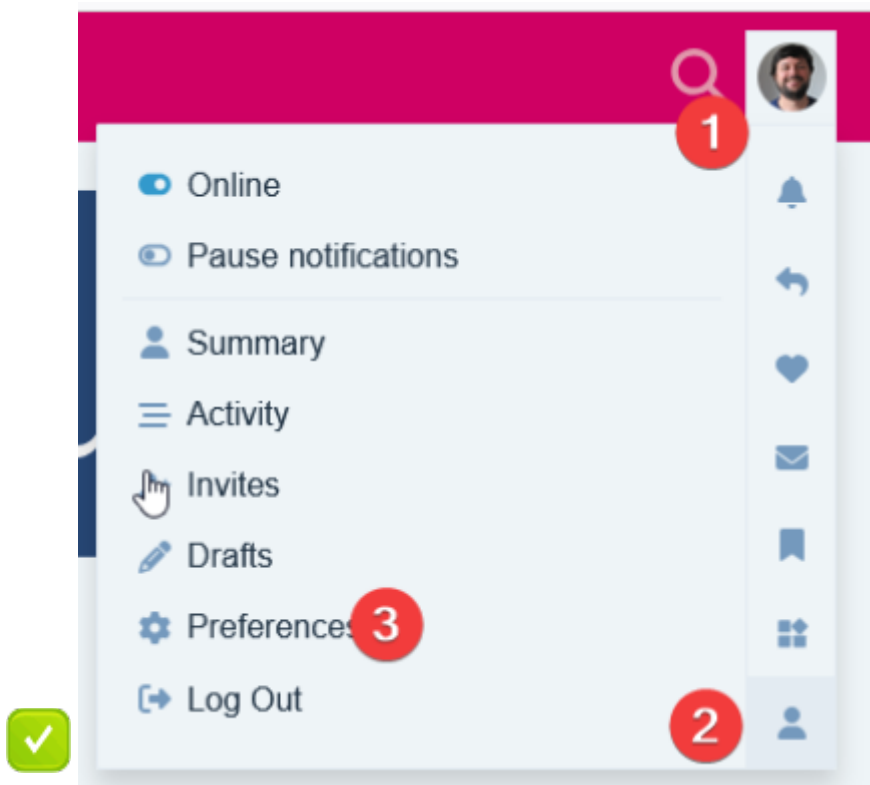 1
Online
Pause notifications
Summary
Activity
Invites
Drafts
Preferences 3
Log Out
2